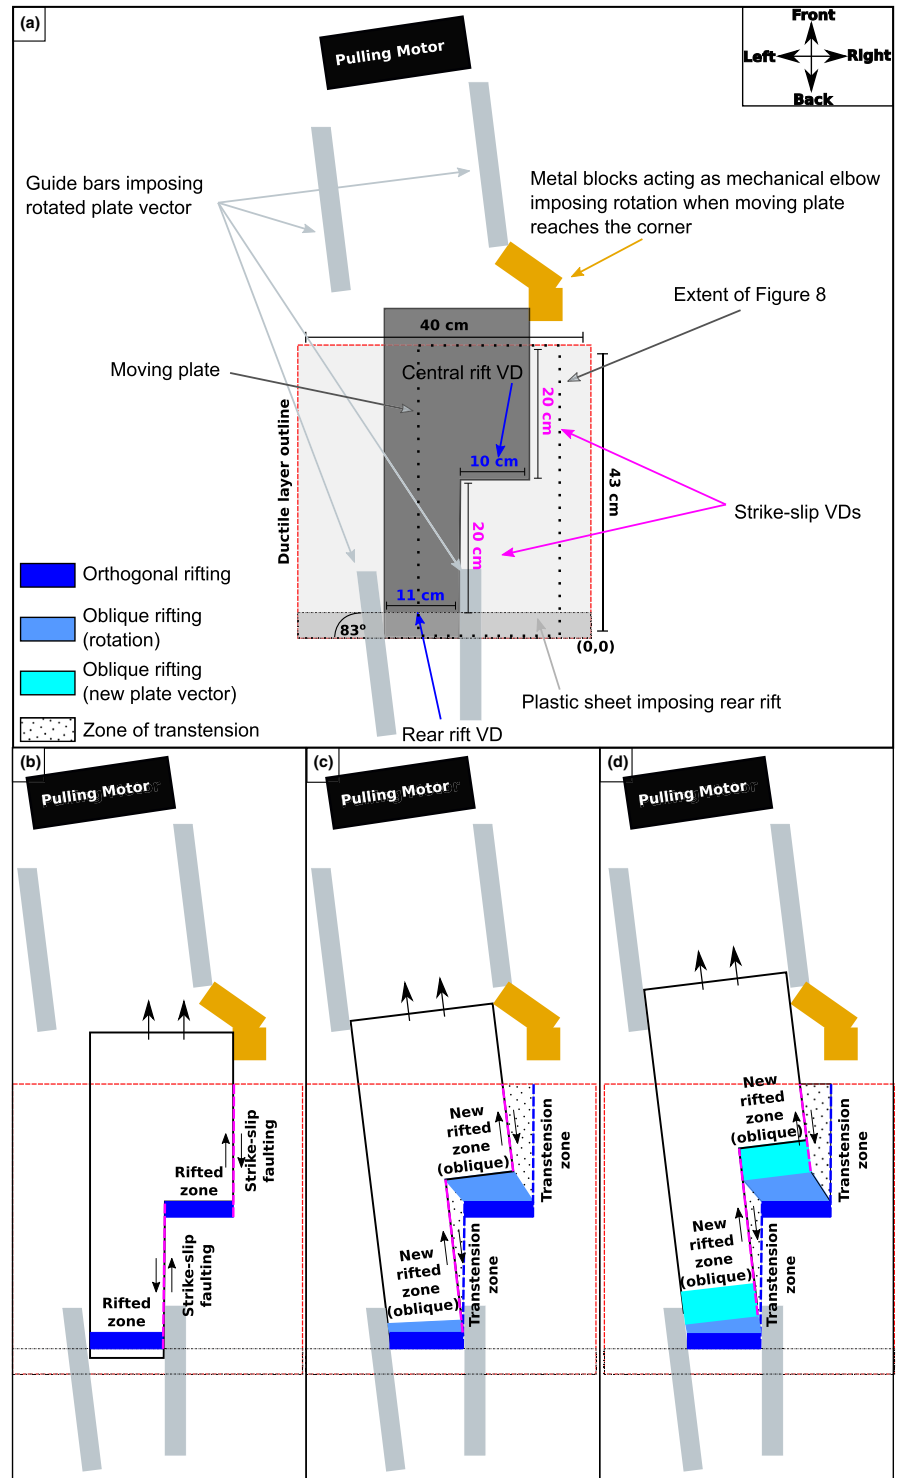 (a)
Pulling Motor
Front
Left
Right
Back
Guide bars imposing
rotated plate vector
Metal blocks acting as mechanical elbow
imposing rotation when moving plate
reaches the corner
Extent of Figure 8
40 cm
Moving plate
Central rift VD
20 cm
10 cm
43 cm
Ductile layer outline
Strike-slip VDs
20 cm
Orthogonal rifting
11 cm
Oblique rifting
(rotation)
83°
(0,0)
Oblique rifting
(new plate vector)
Plastic sheet imposing rear rift
Zone of transtension
Rear rift VD
(b)
Pulling Motor
Rifted
zone
Strike-slip
faulting
Strike-slip
faulting
Rifted
zone
(c)
Pulling Motor
New
rifted
zone
(oblique)
Transtension
zone
New
rifted
zone
(oblique)
Transtension
zone
(d)
Pulling Motor
New
rifted
zone
(oblique)
Transtension
zone
New
rifted
zone
(oblique)
Transtension
zone